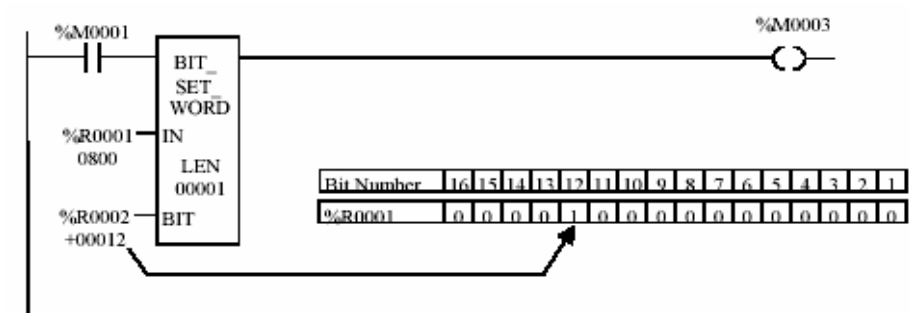 %M0001
%M0003
BIT_
SET_
WORD
%R0001
IN
0800
LEN
00001
%R0002
BIT
+00012
Bit Number 16 15 14 13 12 11 10 9 8 7 6 5 4 3 2 1
%R0001 0 0 0 0 1 0 0 0 0 0 0 0 0 0 0 0